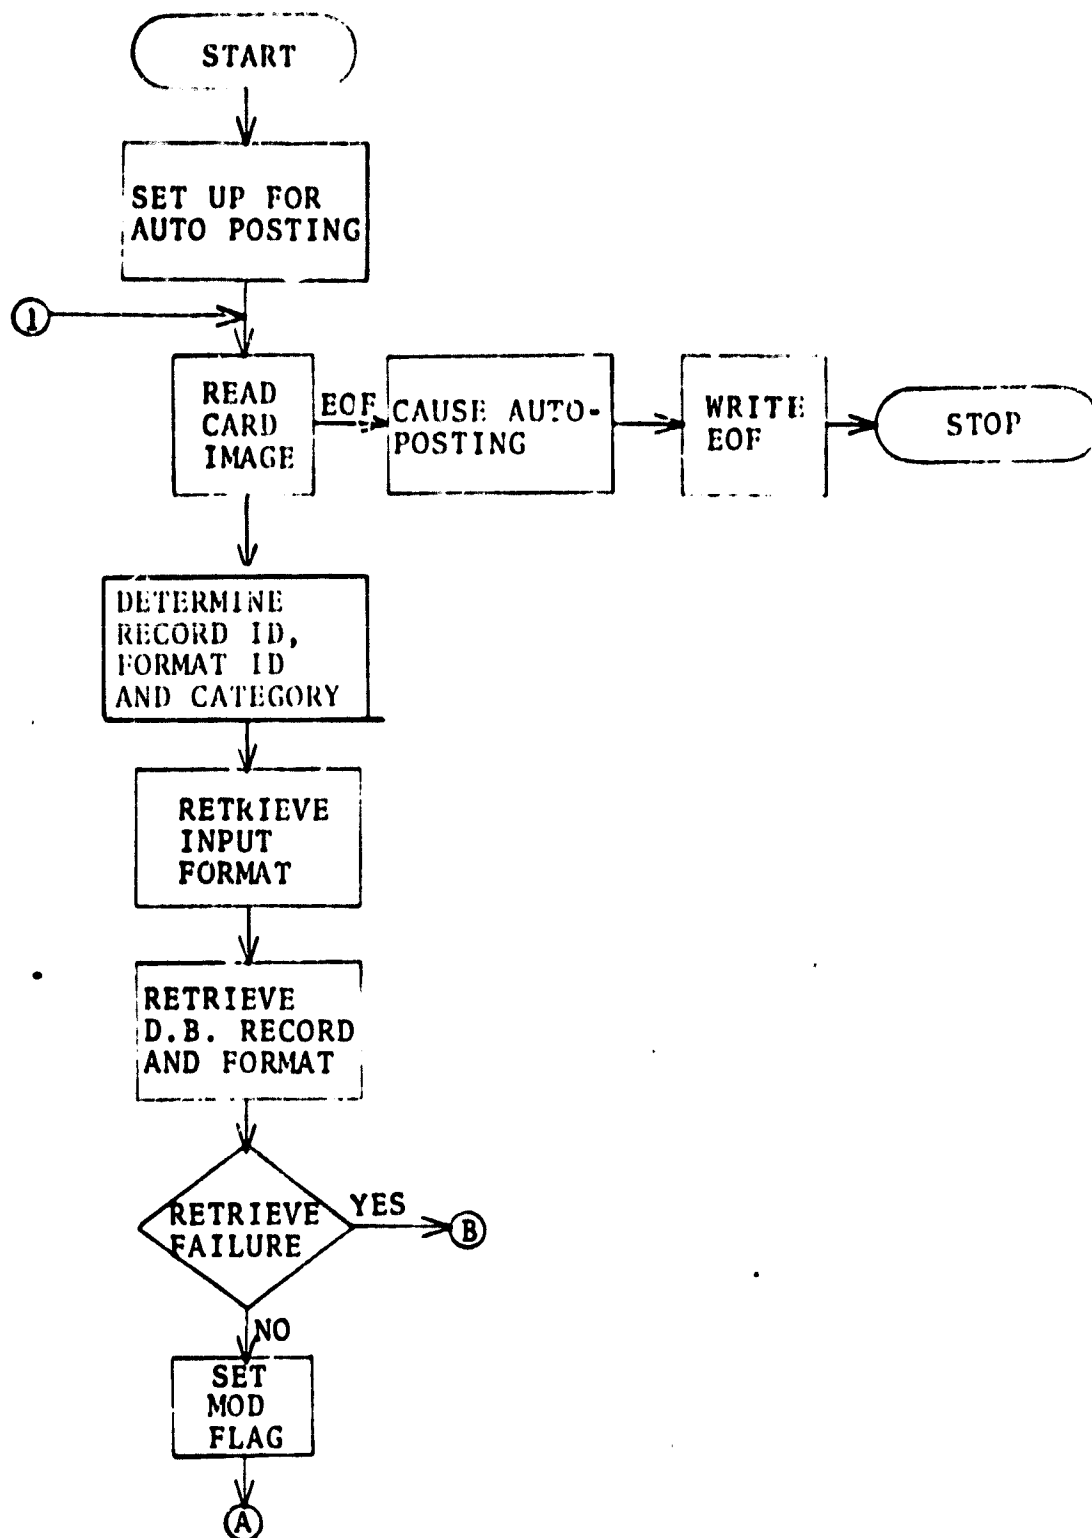 START
SET UP FOR
AUTO POSTING
1
READ
CARD
IMAGE
EOF
CAUSE AUTO-
POSTING
WRITE
EOF
STOP
DETERMINE
RECORD ID,
FORMAT ID
AND CATEGORY
RETRIEVE
INPUT
FORMAT
RETRIEVE
D.B. RECORD
AND FORMAT
RETRIEVE
FAILURE
YES
B
NO
SET
MOD
FLAG
A